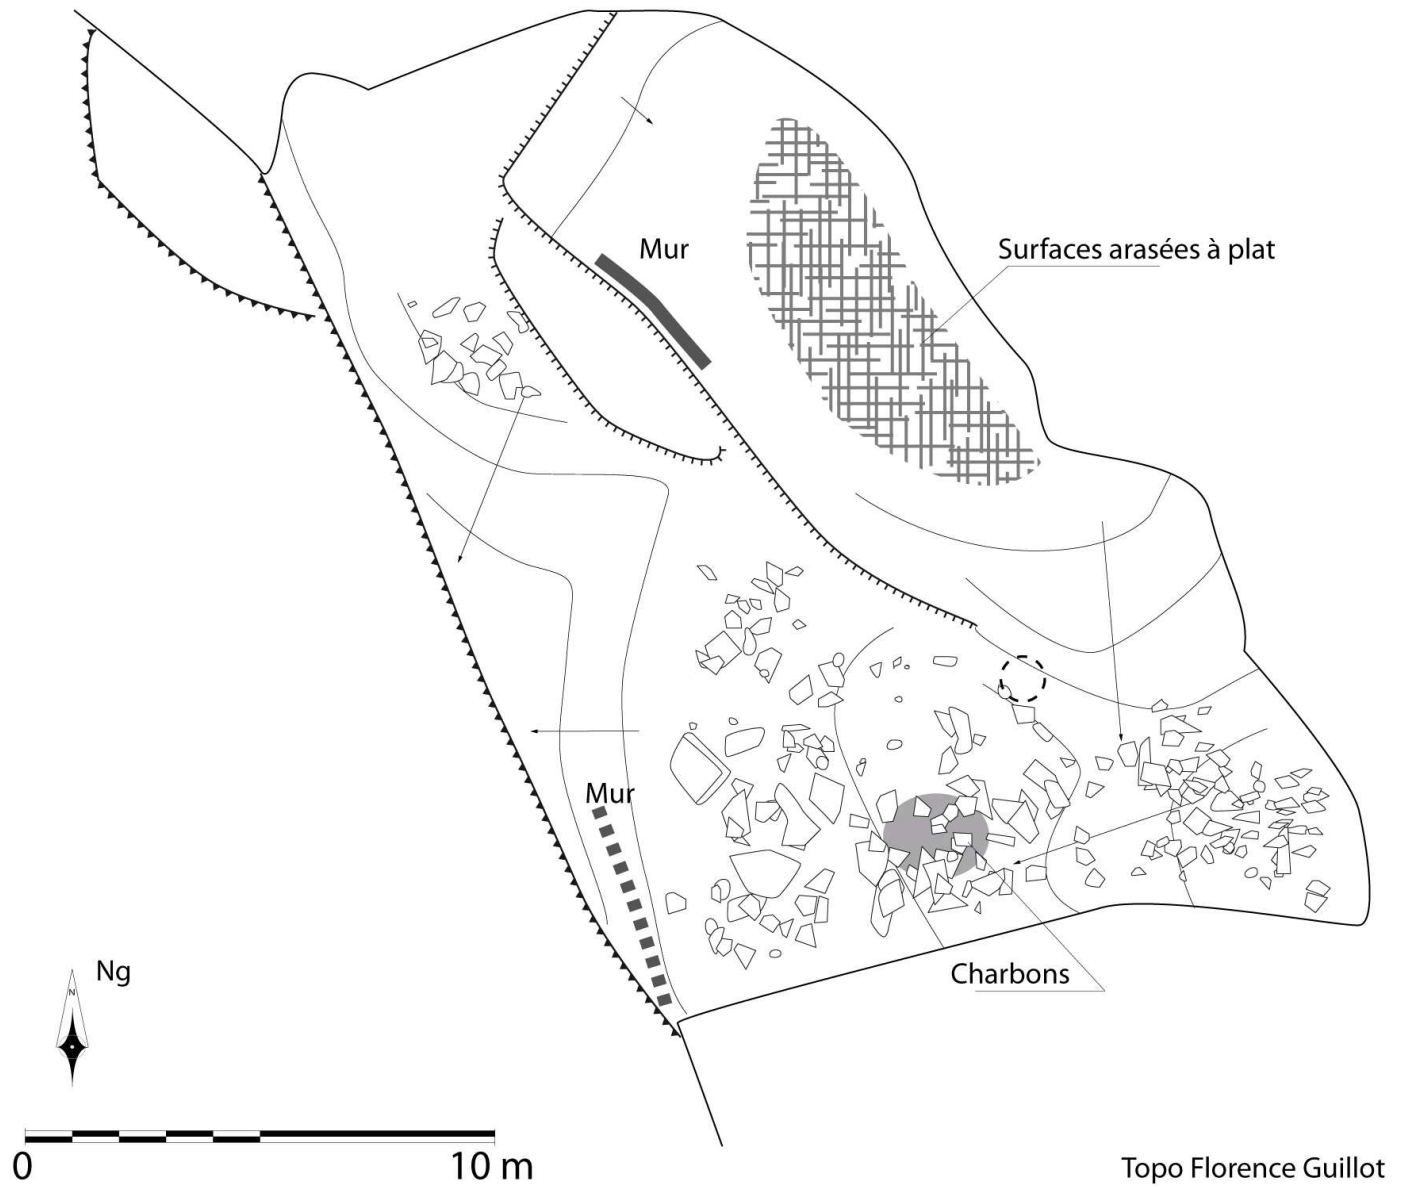 Mur
Surfaces arasées à plat
Mur
Charbons
Ng
N
0
10 m
Topo Florence Guillot